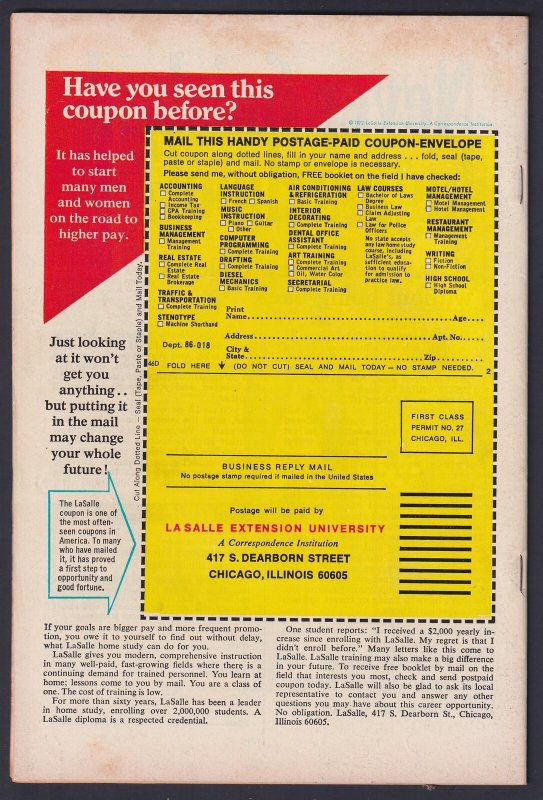 Have you seen this
coupon before?
© 1972 LaSalle Extension University, A Correspondence Institution
It has helped
to start
many men
and women
on the road to
higher pay.
MAIL THIS HANDY POSTAGE-PAID COUPON-ENVELOPE
Cut coupon along dotted lines, fill in your name and address . . . fold, seal (tape,
paste or staple) and mail. No stamp or envelope is necessary.
Please send me, without obligation, FREE booklet on the field I have checked:
ACCOUNTING
Complete
Accounting
Income Tax
CPA Training
Bookkeeping
BUSINESS
MANAGEMENT
Management
Training
REAL ESTATE
Complete Real
Estate
Real Estate
Brokerage
TRAFFIC &
TRANSPORTATION
Complete Training
STENOTYPE
Machine Shorthand
LANGUAGE
INSTRUCTION
French Spanish
MUSIC
INSTRUCTION
Piano Guitar
Other
COMPUTER
PROGRAMMING
Complete Training
DRAFTING
Complete Training
DIESEL
MECHANICS
Basic Training
AIR CONDITIONING
& REFRIGERATION
Basic Training
INTERIOR
DECORATING
Complete Training
DENTAL OFFICE
ASSISTANT
Complete Training
ART TRAINING
Complete Training
Commercial Art
Oil, Water Color
SECRETARIAL
Complete Training
LAW COURSES
Bachelor of Laws
Degree
Business Law
Claim Adjusting
Law
Law for Police
Officers
No state accepts
any law home study
course, including
LaSalle's, as
sufficient educa-
tion to qualify
for admission to
practice law.
MOTEL/HOTEL
MANAGEMENT
Motel Management
Hotel Management
RESTAURANT
MANAGEMENT
Management
Training
WRITING
Fiction
Non-Fiction
HIGH SCHOOL
High School
Diploma
Print
Name Age
Address Apt. No.
Dept. 86-018
City &
State Zip
46D FOLD HERE (DO NOT CUT) SEAL AND MAIL TODAY—NO STAMP NEEDED. 2
Cut Along Dotted Line — Seal (Tape, Paste or Staple) and Mail Today.
Just looking
at it won't
get you
anything . .
but putting it
in the mail
may change
your whole
future !
The LaSalle
coupon is one of
the most often-
seen coupons in
America. To many
who have mailed
it, it has proved
a first step to
opportunity and
good fortune.
FIRST CLASS
PERMIT NO. 27
CHICAGO, ILL.
BUSINESS REPLY MAIL
No postage stamp required if mailed in the United States
Postage will be paid by
LA SALLE EXTENSION UNIVERSITY
A Correspondence Institution
417 S. DEARBORN STREET
CHICAGO, ILLINOIS 60605
If your goals are bigger pay and more frequent promo-
tion, you owe it to yourself to find out without delay,
what LaSalle home study can do for you.
LaSalle gives you modern, comprehensive instruction
in many well-paid, fast-growing fields where there is a
continuing demand for trained personnel. You learn at
home; lessons come to you by mail. You are a class of
one. The cost of training is low.
For more than sixty years, LaSalle has been a leader
in home study, enrolling over 2,000,000 students. A
LaSalle diploma is a respected credential.
One student reports: "I received a $2,000 yearly in-
crease since enrolling with LaSalle. My regret is that I
didn't enroll before." Many letters like this come to
LaSalle. LaSalle training may also make a big difference
in your future. To receive free booklet by mail on the
field that interests you most, check and send postpaid
coupon today. LaSalle will also be glad to ask its local
representative to contact you and answer any other
questions you may have about this career opportunity.
No obligation. LaSalle, 417 S. Dearborn St., Chicago,
Illinois 60605.